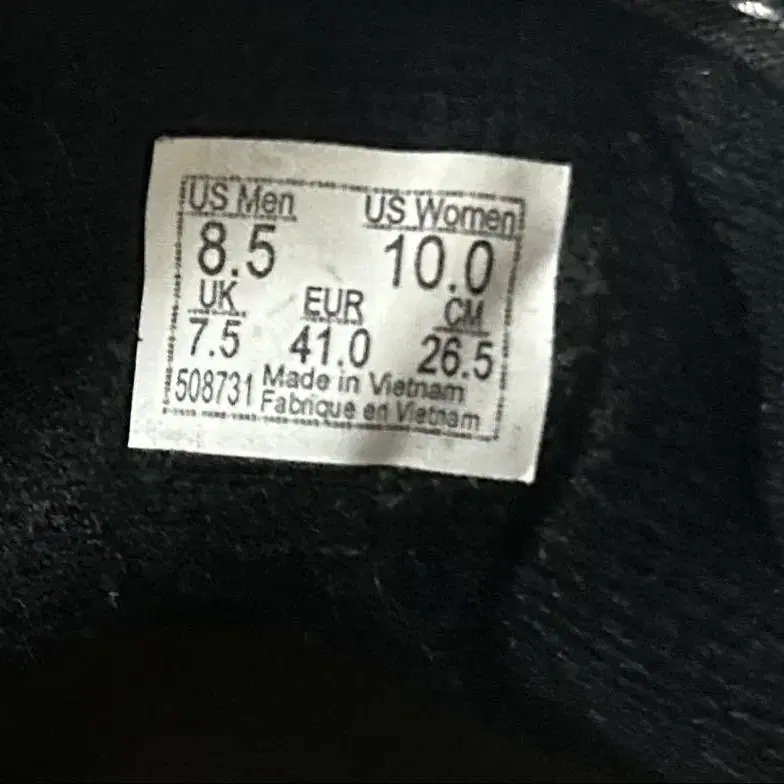 US Men US Women
8.5 10.0
UK EUR CM
7.5 41.0 26.5
508731 Made in Vietnam
Fabrique en Vietnam